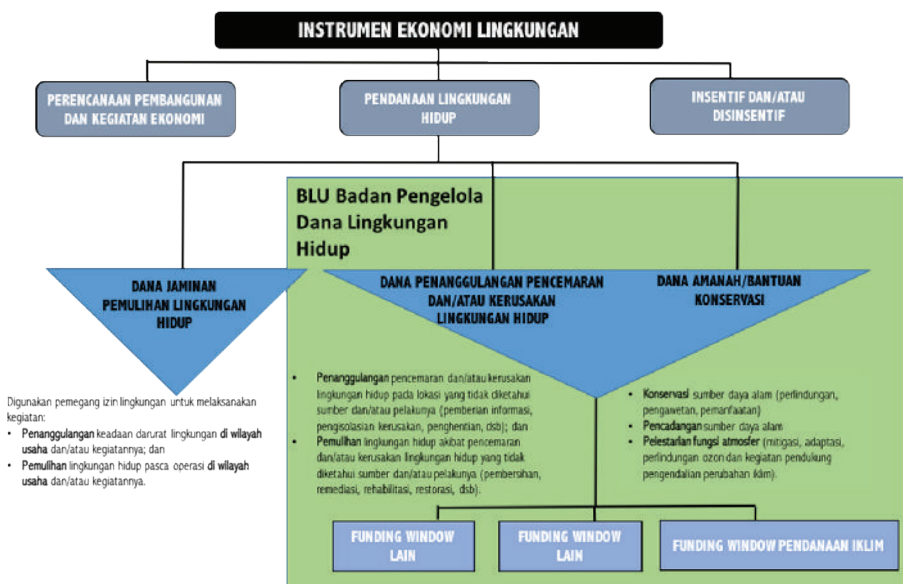 INSTRUMEN EKONOMI LINGKUNGAN
PERENCANAAN PEMBANGUNAN
DAN KEGIATAN EKONOMI
PENDANAAN LINGKUNGAN
HIDUP
INSENTIF DAN/ATAU
DISINSENTIF
BLU Badan Pengelola
Dana Lingkungan
Hidup
DANA JAMINAN
PEMULIHAN LINGKUNGAN
HIDUP
DANA PENANGGULANGAN PENCEMARAN
DAN/ATAU KERUSAKAN
LINGKUNGAN HIDUP
DANA AMANAH/BANTUAN
KONSERVASI
Digunakan pemegang izin lingkungan untuk melaksanakan
kegiatan:
• Penanggulangan keadaan darurat lingkungan di wilayah
usaha dan/atau kegiatannya; dan
• Pemulihan lingkungan hidup pasca operasi di wilayah
usaha dan/atau kegiatannya.
• Penanggulangan pencemaran dan/atau kerusakan
lingkungan hidup pada lokasi yang tidak diketahui
sumber dan/atau pelakunya (pemberian informasi,
pengisolasian kerusakan, penghentian, dsb); dan
• Pemulihan lingkungan hidup akibat pencemaran
dan/atau kerusakan lingkungan hidup yang tidak
diketahui sumber dan/atau pelakunya (pembersihan,
remediasi, rehabilitasi, restorasi, dsb).
• Konservasi sumber daya alam (perlindungan,
pengawetan, pemanfaatan)
• Pencadangan sumber daya alam
• Pelestarian fungsi atmosfer (mitigasi, adaptasi,
perlindungan ozon dan kegiatan pendukung
pengendalian perubahan iklim).
FUNDING WINDOW
LAIN
FUNDING WINDOW
LAIN
FUNDING WINDOW PENDANAAN IKLIM